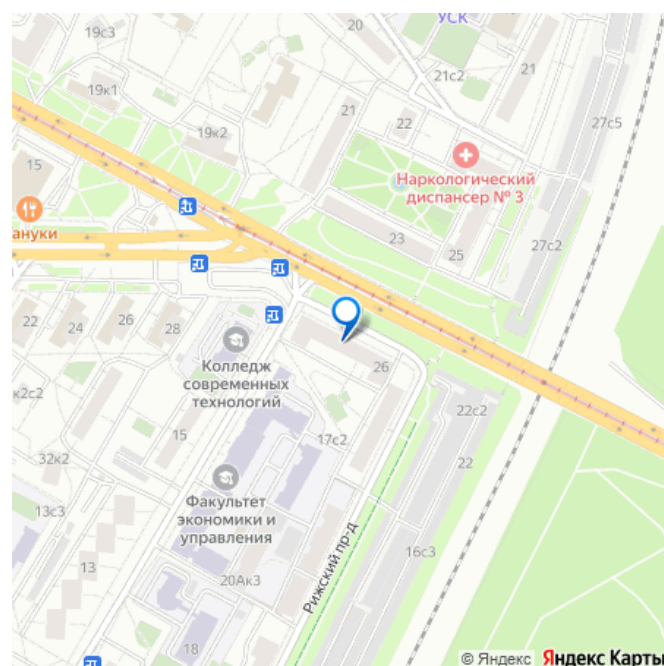 УСК
20
19с3
21с2
21
19к1
21
22
27с5
19к2
15
Наркологический
диспансер № 3
ануки
23
25
27с2
22
24
26
28
Колледж
современных
технологий
26
к2с2
22с2
15
17с2
22
32к2
Факультет
экономики и
управления
13с3
16с3
Рижский пр-д
13
20Ак3
18
© Яндекс Яндекс Карты